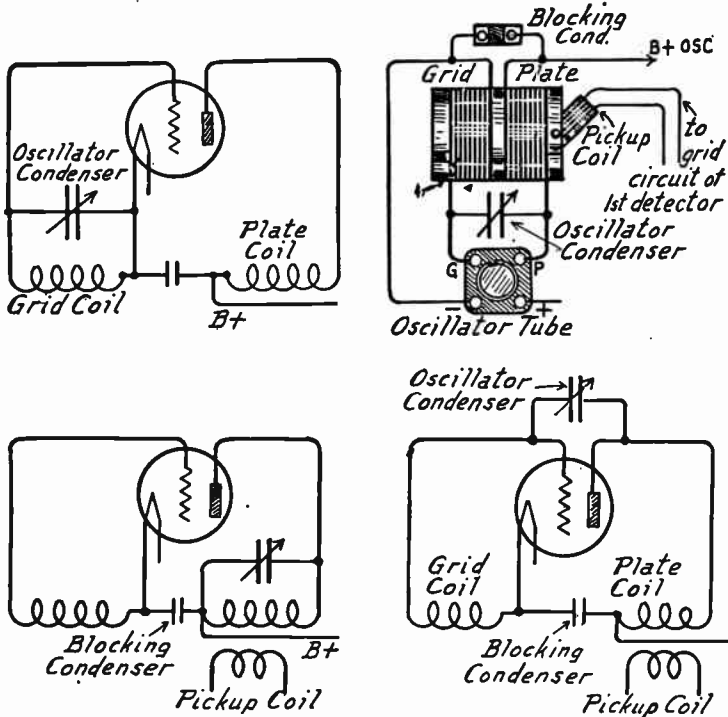 Oscillator
Condenser
Grid Coil
Plate
Coil
B+
Blocking
Cond.
B+ OSC
Grid
Plate
Pickup
Coil
to
grid
circuit of
1st detector
Oscillator
Condenser
G
P
-
+
Oscillator Tube
Blocking
Condenser
B+
Pickup Coil
Oscillator
Condenser
Grid
Coil
Plate
Coil
Blocking
Condenser
Pickup Coil